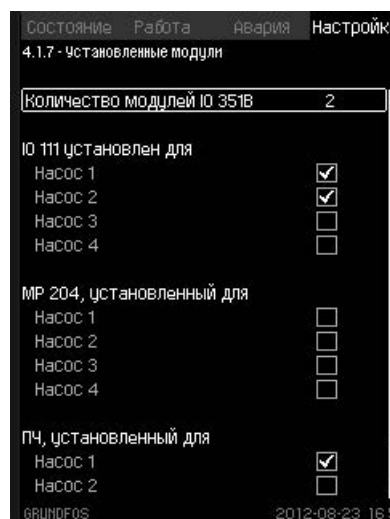 Состояние Работа Авария Настройк
4.1.7 - Установленные модули
Количество модулей IO 351B 2
IO 111 установлен для
Насос 1
Насос 2
Насос 3
Насос 4
MP 204, установленный для
Насос 1
Насос 2
Насос 3
Насос 4
ПЧ, установленный для
Насос 1
Насос 2
GRUNDFOS 2012-08-23 16: